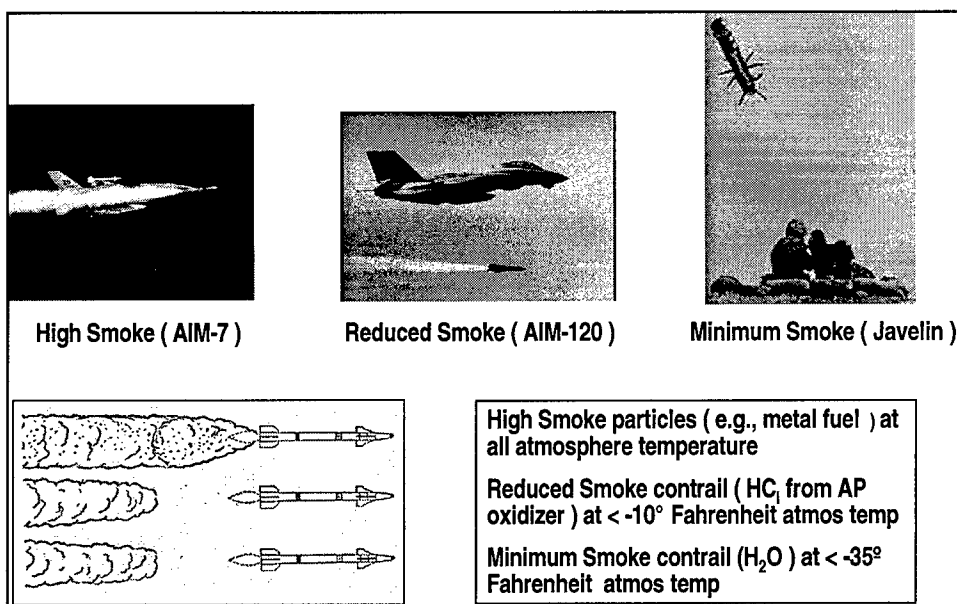 High Smoke ( AIM-7 )
Reduced Smoke ( AIM-120 )
Minimum Smoke ( Javelin )
High Smoke particles ( e.g., metal fuel ) at
all atmosphere temperature
Reduced Smoke contrail ( HCl from AP
oxidizer ) at < -10° Fahrenheit atmos temp
Minimum Smoke contrail (H₂O ) at < -35º
Fahrenheit atmos temp